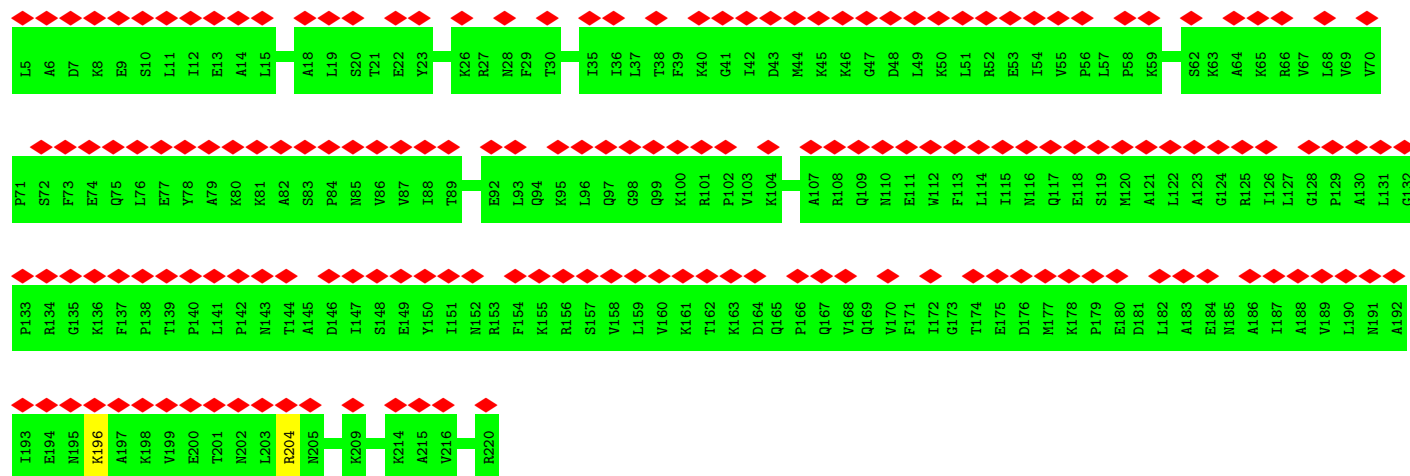 L5 A6 D7 K8 E9 S10 L11 I12 E13 A14 L15 A18 L19 S20 T21 E22 Y23 K26 R27 N28 F29 T30 I35 I36 L37 T38 F39 K40 G41 I42 D43 M44 K45 K46 G47 D48 L49 K50 L51 R52 E53 I54 V55 P56 L57 P58 K59 S62 K63 A64 K65 R66 V67 L68 V69 V70
P71 S72 F73 E74 Q75 L76 E77 Y78 A79 K80 K81 A82 S83 P84 N85 V86 V87 I88 T89 E92 L93 Q94 K95 L96 Q97 G98 Q99 K100 R101 P102 V103 K104 A107 R108 Q109 N110 E111 W112 F113 L114 I115 N116 Q117 E118 S119 M120 A121 L122 A123 G124 R125 I126 L127 G128 P129 A130 L131 G132
P133 R134 G135 K136 F137 P138 T139 P140 L141 P142 N143 T144 A145 D146 T147 S148 E149 Y150 I151 N152 R153 F154 K155 R156 S157 V158 L159 V160 K161 T162 K163 D164 Q165 P166 Q167 V168 Q169 V170 F171 I172 G173 T174 E175 D176 M177 K178 P179 E180 D181 L182 A183 E184 N185 A186 I187 A188 V189 L190 N191 A192
I193 E194 N195 K196 A197 K198 V199 E200 T201 N202 L203 R204 N205 K209 K214 A215 V216 R220